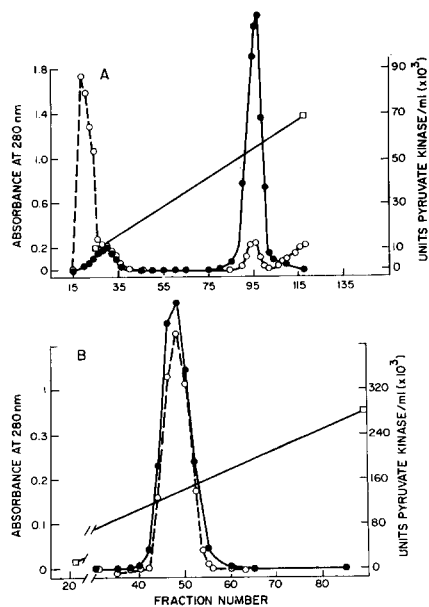 A
ABSORBANCE AT 280 nm
1.8
1.4
1.0
0.6
0.2
0
UNITS PYRUVATE KINASE/ml (x10³)
90
70
50
30
10
0
15 35 55 75 95 115 135
B
ABSORBANCE AT 280nm
1
0.3
0.2
0.1
0
UNITS PYRUVATE KINASE/ml (x10³)
320
280
240
160
80
0
20 30 40 50 60 70 80 90
FRACTION NUMBER